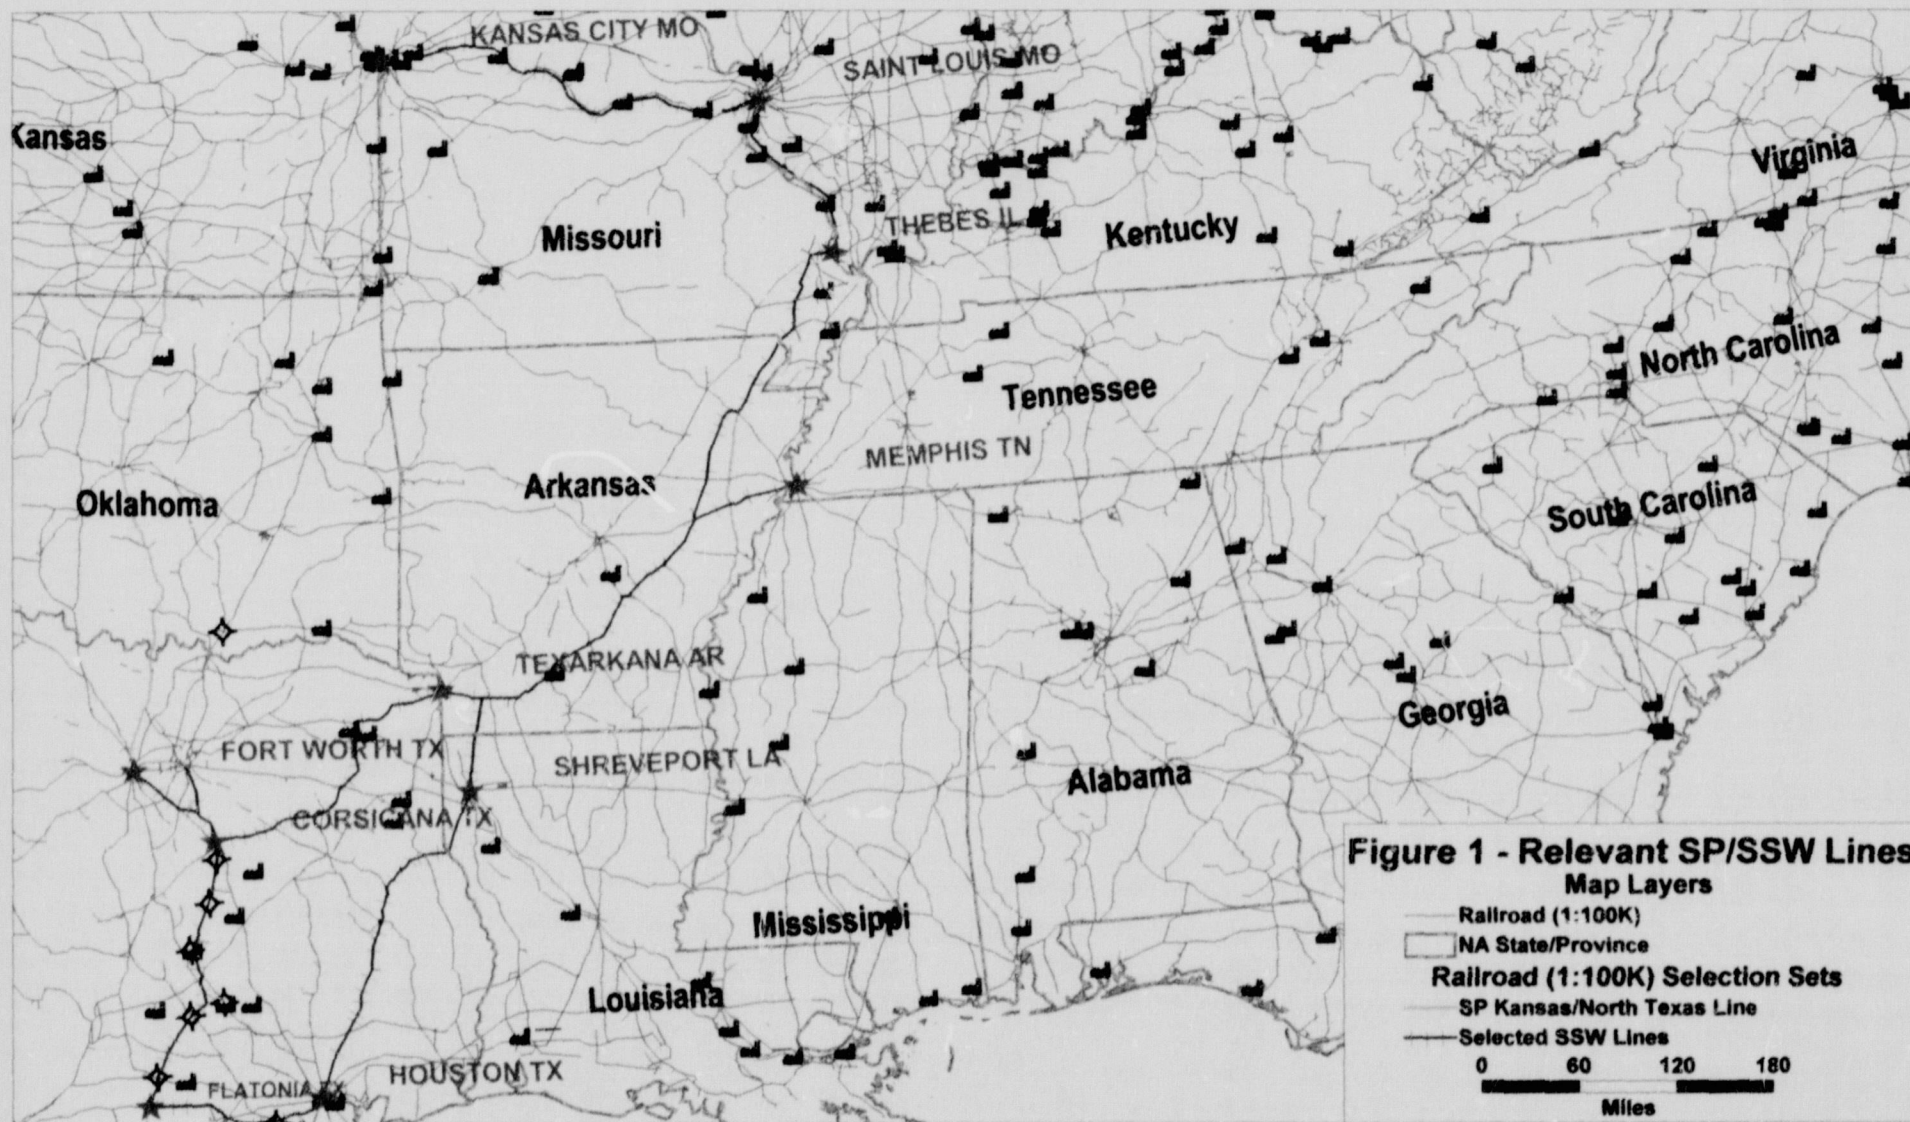 KANSAS CITY MO
SAINT LOUIS MO
Kansas
Virginia
Missouri
THEBES IL
Kentucky
North Carolina
Tennessee
MEMPHIS TN
Arkansas
Oklahoma
South Carolina
TEXARKANA AR
Georgia
FORT WORTH TX
SHREVEPORT LA
Alabama
CORSICANA TX
Mississippi
Louisiana
HOUSTON TX
FLATONIA TX
Figure 1 - Relevant SP/SSW Lines
Map Layers
Railroad (1:100K)
NA State/Province
Railroad (1:100K) Selection Sets
SP Kansas/North Texas Line
Selected SSW Lines
0 60 120 180
Miles